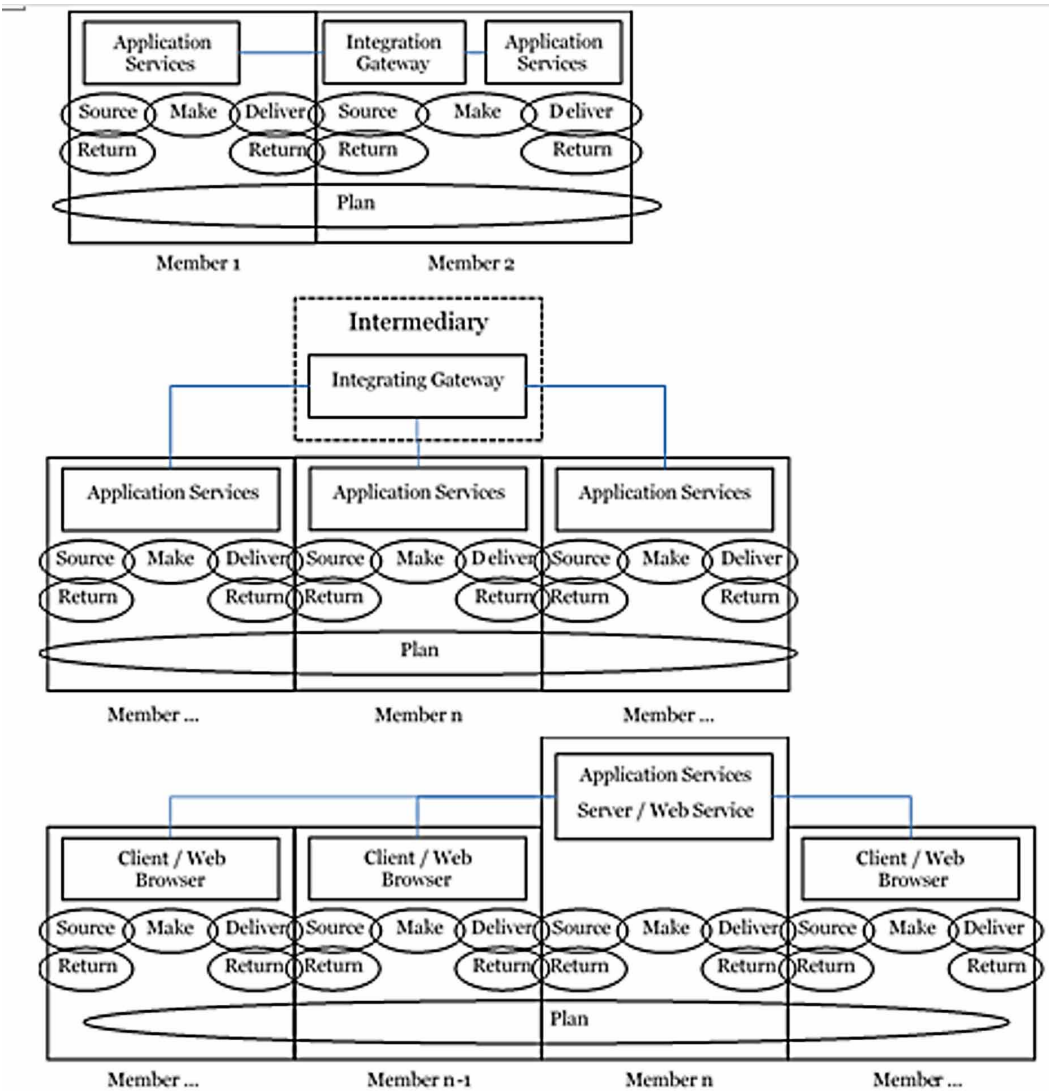 Application Services Integration Gateway Application Services
Source Make Deliver Source Make Deliver
Return Return Return Return
Plan
Member 1 Member 2
Intermediary
Integrating Gateway
Application Services Application Services Application Services
Source Make Deliver Source Make Deliver Source Make Deliver
Return Return Return Return Return Return
Plan
Member ... Member n Member ...
Application Services
Server / Web Service
Client / Web Browser Client / Web Browser Client / Web Browser
Source Make Deliver Source Make Deliver Source Make Deliver Source Make Deliver
Return Return Return Return Return Return Return Return
Plan
Member ... Member n-1 Member n Member ...